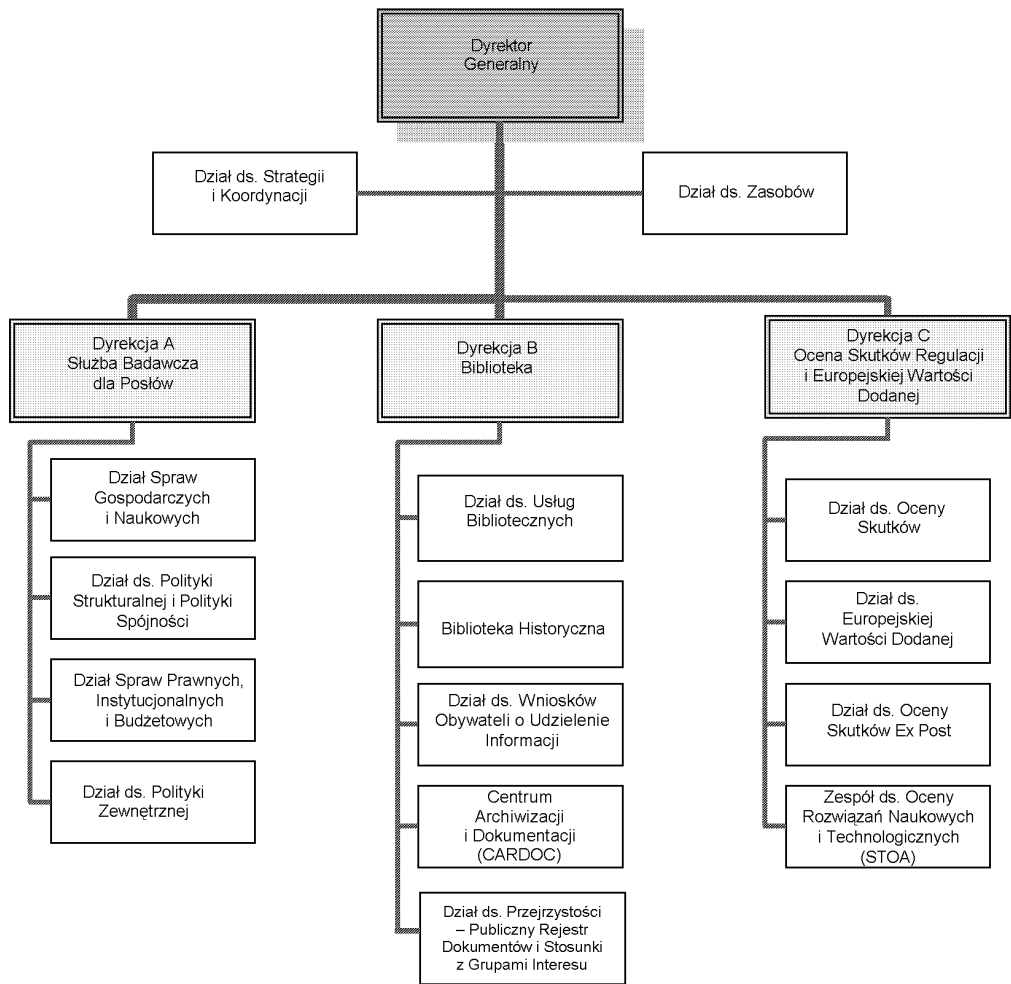 Dyrektor
Generalny
Dział ds. Strategii
i Koordynacji
Dział ds. Zasobów
Dyrekcja A
Służba Badawcza
dla Posłów
Dyrekcja B
Biblioteka
Dyrekcja C
Ocena Skutków Regulacji
i Europejskiej Wartości
Dodanej
Dział Spraw
Gospodarczych
i Naukowych
Dział ds. Polityki
Strukturalnej i Polityki
Spójności
Dział Spraw Prawnych,
Instytucjonalnych
i Budżetowych
Dział ds. Polityki
Zewnętrznej
Dział ds. Usług
Bibliotecznych
Biblioteka Historyczna
Dział ds. Wniosków
Obywateli o Udzielenie
Informacji
Centrum
Archiwizacji
i Dokumentacji
(CARDOC)
Dział ds. Przejrzystości
– Publiczny Rejestr
Dokumentów i Stosunki
z Grupami Interesu
Dział ds. Oceny
Skutków
Dział ds.
Europejskiej
Wartości Dodanej
Dział ds. Oceny
Skutków Ex Post
Zespół ds. Oceny
Rozwiązań Naukowych
i Technologicznych
(STOA)